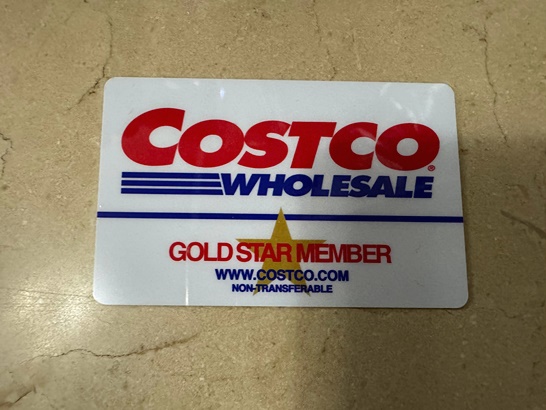 COSTCO®
WHOLESALE
GOLD STAR MEMBER
WWW.COSTCO.COM
NON-TRANSFERABLE